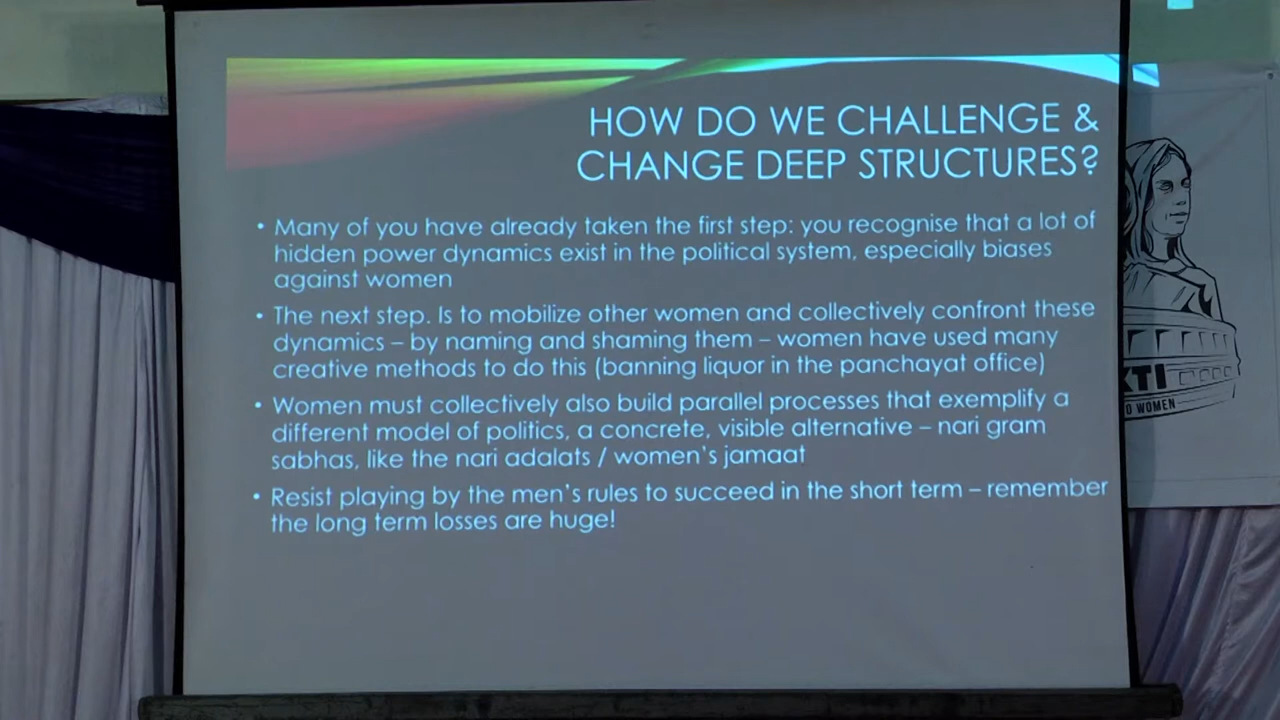 HOW DO WE CHALLENGE &
CHANGE DEEP STRUCTURES?
• Many of you have already taken the first step: you recognise that a lot of
hidden power dynamics exist in the political system, especially biases
against women
• The next step. Is to mobilize other women and collectively confront these
dynamics – by naming and shaming them – women have used many
creative methods to do this (banning liquor in the panchayat office)
• Women must collectively also build parallel processes that exemplify a
different model of politics, a concrete, visible alternative – nari gram
sabhas, like the nari adalats / women's jamaat
• Resist playing by the men's rules to succeed in the short term – remember
the long term losses are huge!
KTI
O WOMEN